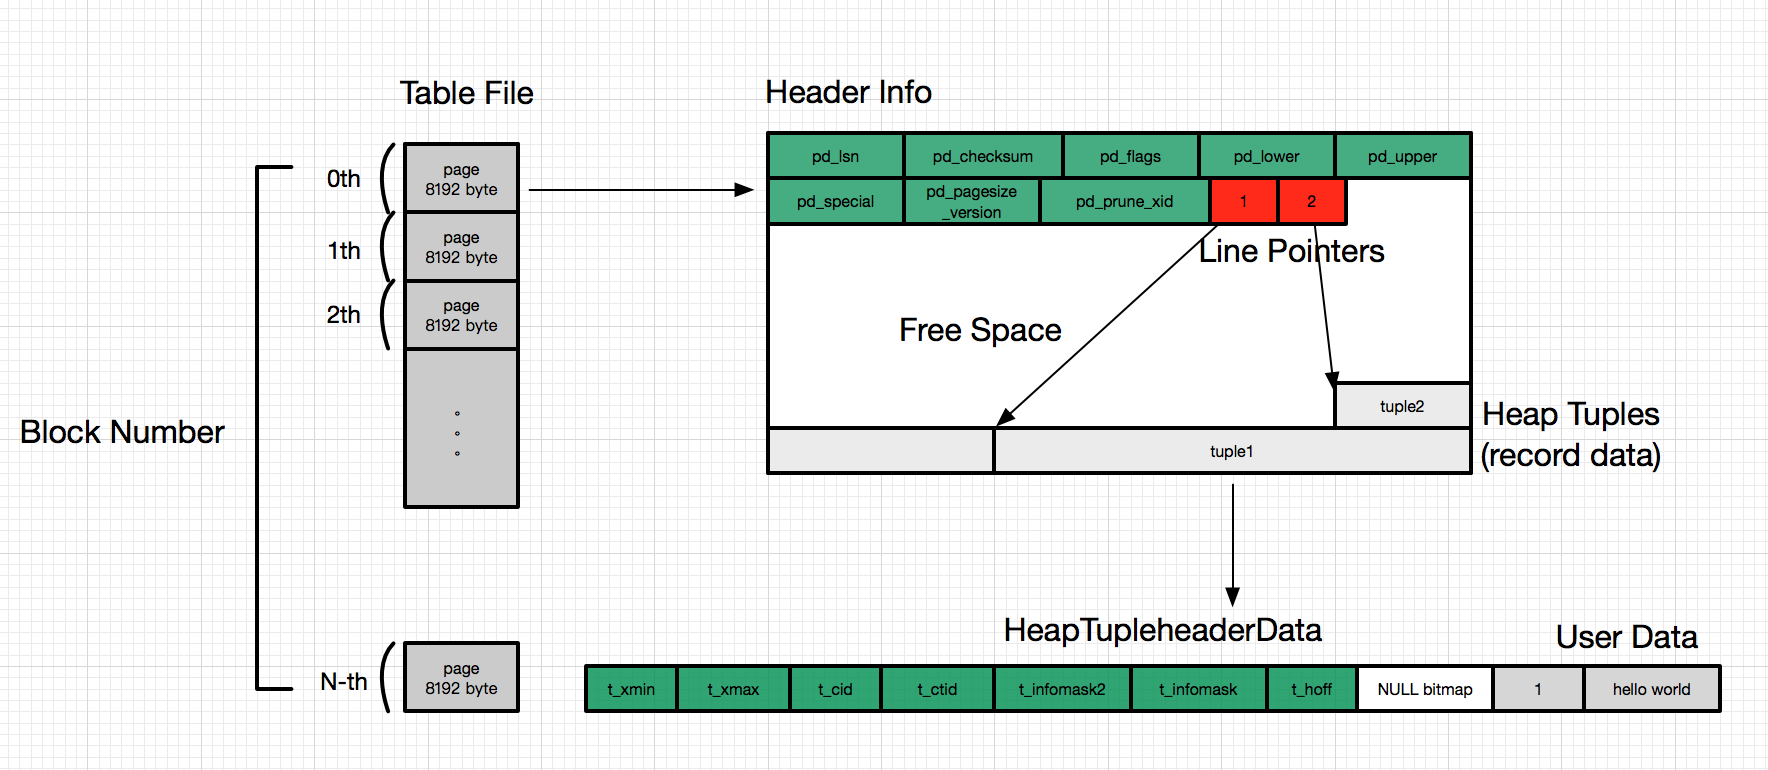 Table File
Header Info
0th
page
8192 byte
1th
page
8192 byte
2th
page
8192 byte
Block Number
N-th
page
8192 byte
pd_lsn
pd_checksum
pd_flags
pd_lower
pd_upper
pd_special
pd_pagesize
_version
pd_prune_xid
1
2
Line Pointers
Free Space
tuple2
tuple1
Heap Tuples
(record data)
HeapTupleheaderData
User Data
t_xmin
t_xmax
t_cid
t_ctid
t_infomask2
t_infomask
t_hoff
NULL bitmap
1
hello world